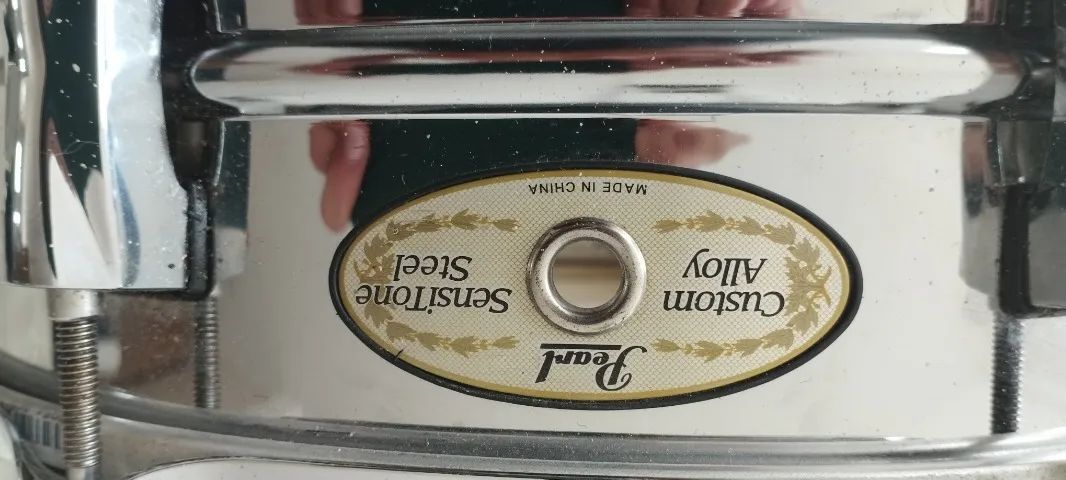 Pearl
Custom
Alloy
SensiTone
Steel
MADE IN CHINA